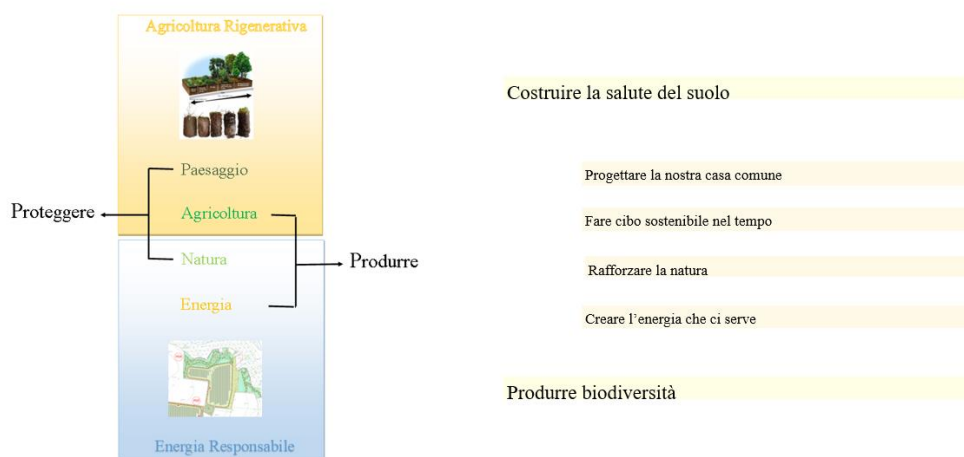 Agricoltura Rigenerativa
Costruire la salute del suolo
Paesaggio
Progettare la nostra casa comune
Proteggere
Agricoltura
Fare cibo sostenibile nel tempo
Natura
Produrre
Rafforzare la natura
Energia
Creare l’energia che ci serve
Produrre biodiversità
Energia Responsabile